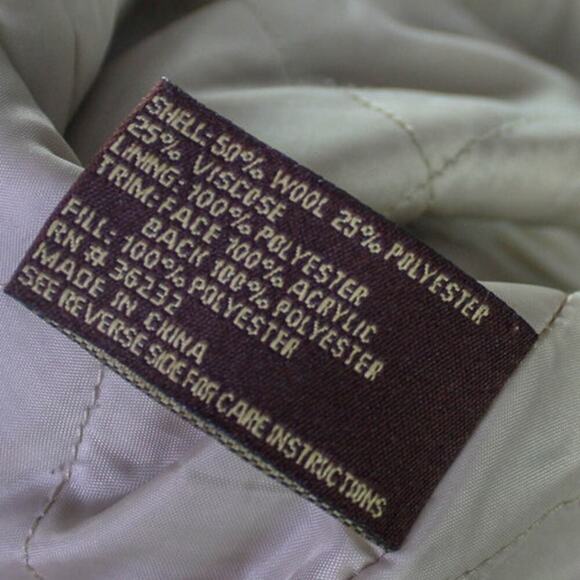 SHELL: 50% WOOL 25% POLYESTER
25% VISCOSE
LINING: 100% POLYESTER
TRIM: FACE 100% ACRYLIC
BACK 100% POLYESTER
FILL: 100% POLYESTER
RN # 36237
MADE IN CHINA
SEE REVERSE SIDE FOR CARE INSTRUCTIONS